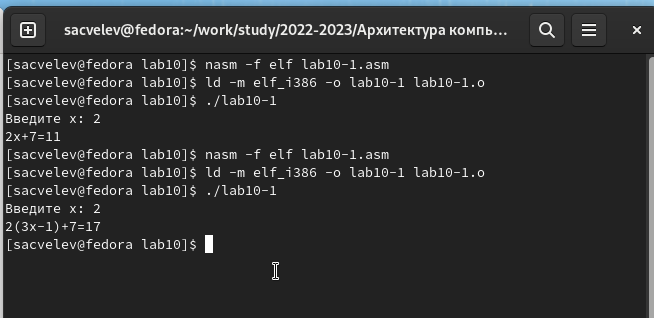 sacvelev@fedora:~/work/study/2022-2023/Архитектура компь...
[sacvelev@fedora lab10]$ nasm -f elf lab10-1.asm
[sacvelev@fedora lab10]$ ld -m elf_i386 -o lab10-1 lab10-1.o
[sacvelev@fedora lab10]$ ./lab10-1
Введите x: 2
2x+7=11
[sacvelev@fedora lab10]$ nasm -f elf lab10-1.asm
[sacvelev@fedora lab10]$ ld -m elf_i386 -o lab10-1 lab10-1.o
[sacvelev@fedora lab10]$ ./lab10-1
Введите x: 2
2(3x-1)+7=17
[sacvelev@fedora lab10]$